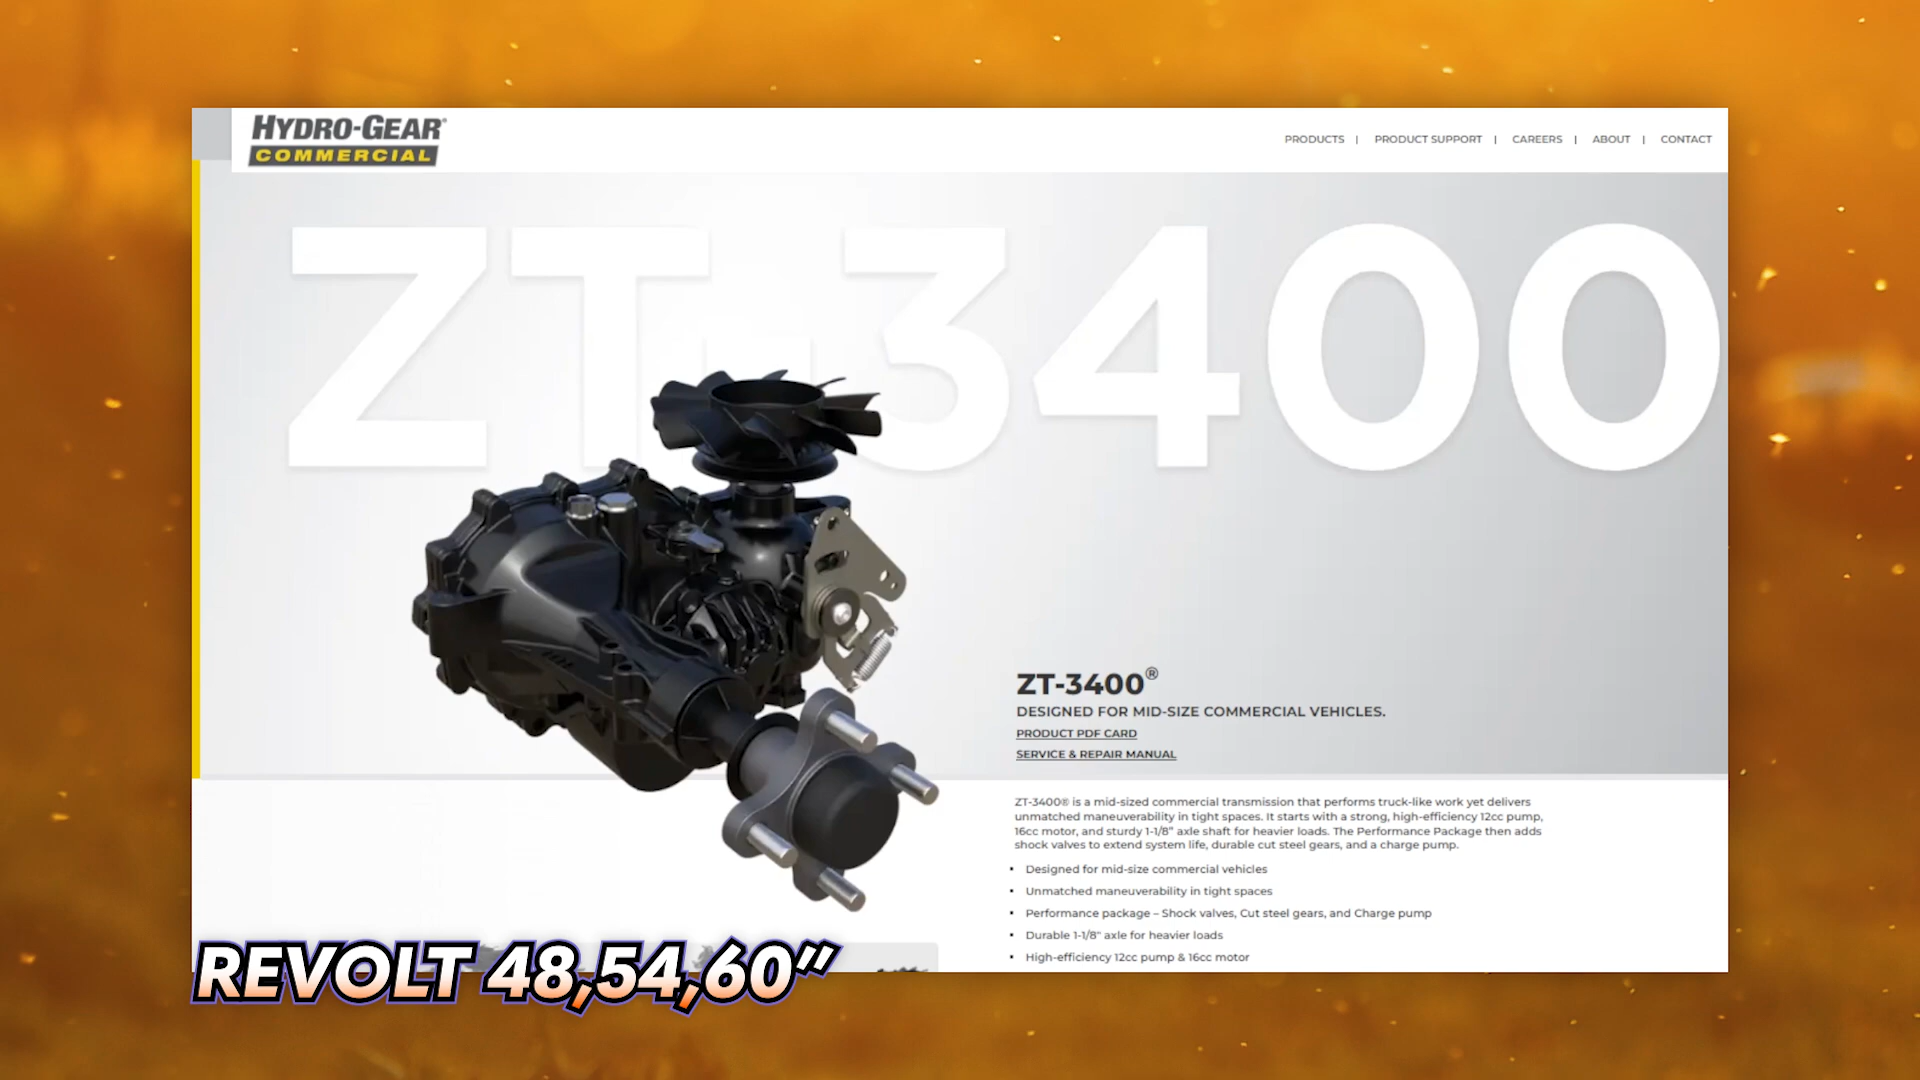 HYDRO-GEAR®
COMMERCIAL
PRODUCTS | PRODUCT SUPPORT | CAREERS | ABOUT | CONTACT
ZT-3400
ZT-3400®
DESIGNED FOR MID-SIZE COMMERCIAL VEHICLES.
PRODUCT PDF CARD
SERVICE & REPAIR MANUAL
ZT-3400® is a mid-sized commercial transmission that performs truck-like work yet delivers
unmatched maneuverability in tight spaces. It starts with a strong, high-efficiency 12cc pump,
16cc motor, and sturdy 1-1/8” axle shaft for heavier loads. The Performance Package then adds
shock valves to extend system life, durable cut steel gears, and a charge pump.
• Designed for mid-size commercial vehicles
• Unmatched maneuverability in tight spaces
• Performance package – Shock valves, Cut steel gears, and Charge pump
• Durable 1-1/8" axle for heavier loads
• High-efficiency 12cc pump & 16cc motor
REVOLT 48,54,60”